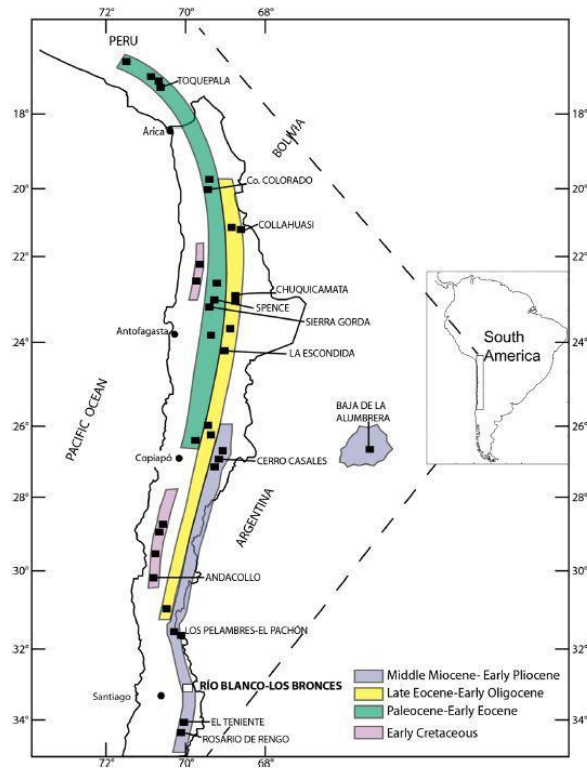 72° 70° 68°
PERU
TOQUEPALA
18° 18°
Arica
BOLIVIA
20° 20°
Co. COLORADO
COLLAHUASI
22° 22°
CHUQUICAMATA
SPENCE
SIERRA GORDA
Antofagasta
24° 24°
LA ESCONDIDA
South
America
PACIFIC OCEAN
BAJA DE LA
ALUMBRERA
26° 26°
Copiapó
CERRO CASALES
28° 28°
ARGENTINA
30° 30°
ANDACOLLO
LOS PELAMBRES-EL PACHÓN
32° 32°
RÍO BLANCO-LOS BRONCES
Santiago
EL TENIENTE
34° 34°
ROSARIO DE RENGO
Middle Miocene- Early Pliocene
Late Eocene-Early Oligocene
Paleocene-Early Eocene
Early Cretaceous
72° 70° 68°